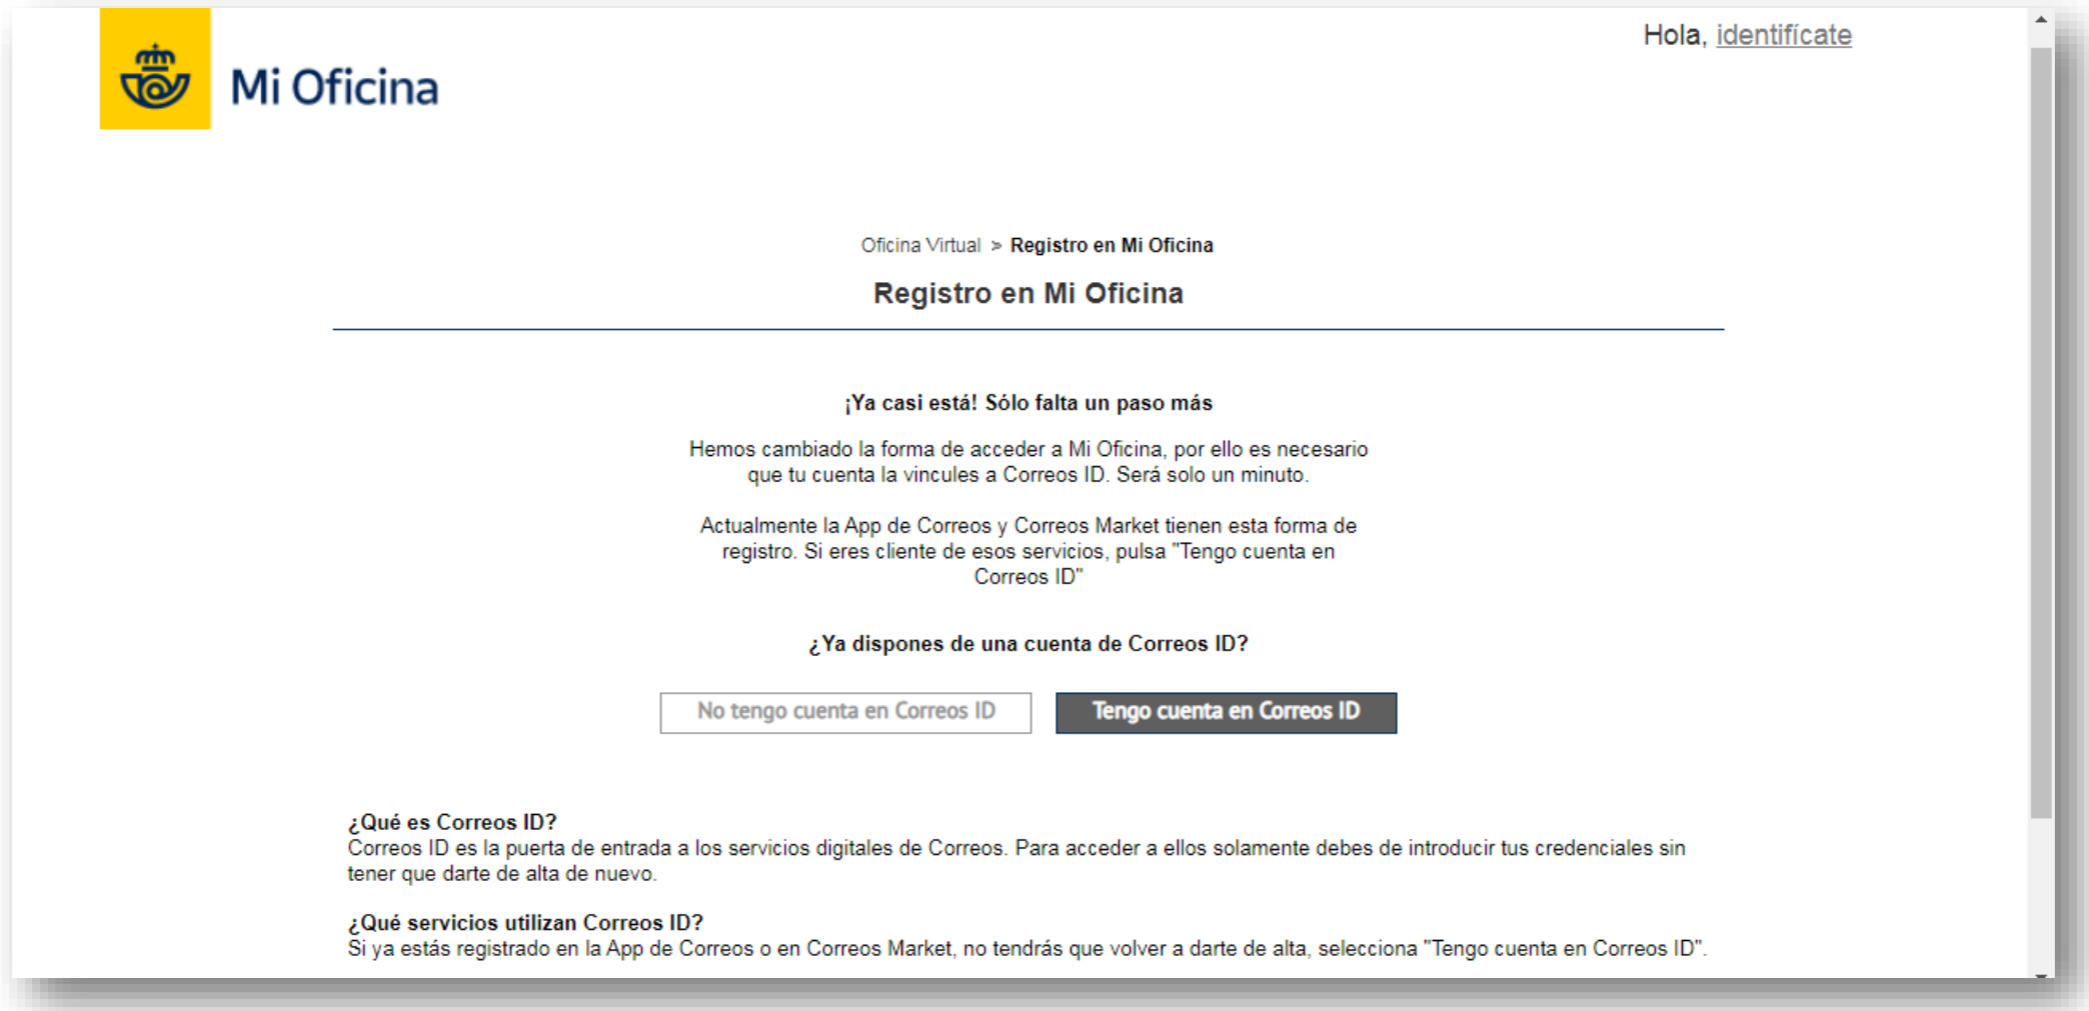 Hola, identifícate
Mi Oficina
Oficina Virtual > Registro en Mi Oficina
Registro en Mi Oficina
¡Ya casi está! Sólo falta un paso más
Hemos cambiado la forma de acceder a Mi Oficina, por ello es necesario
que tu cuenta la vincules a Correos ID. Será solo un minuto.
Actualmente la App de Correos y Correos Market tienen esta forma de
registro. Si eres cliente de esos servicios, pulsa "Tengo cuenta en
Correos ID"
¿Ya dispones de una cuenta de Correos ID?
No tengo cuenta en Correos ID
Tengo cuenta en Correos ID
¿Qué es Correos ID?
Correos ID es la puerta de entrada a los servicios digitales de Correos. Para acceder a ellos solamente debes de introducir tus credenciales sin
tener que darte de alta de nuevo.
¿Qué servicios utilizan Correos ID?
Si ya estás registrado en la App de Correos o en Correos Market, no tendrás que volver a darte de alta, selecciona "Tengo cuenta en Correos ID".